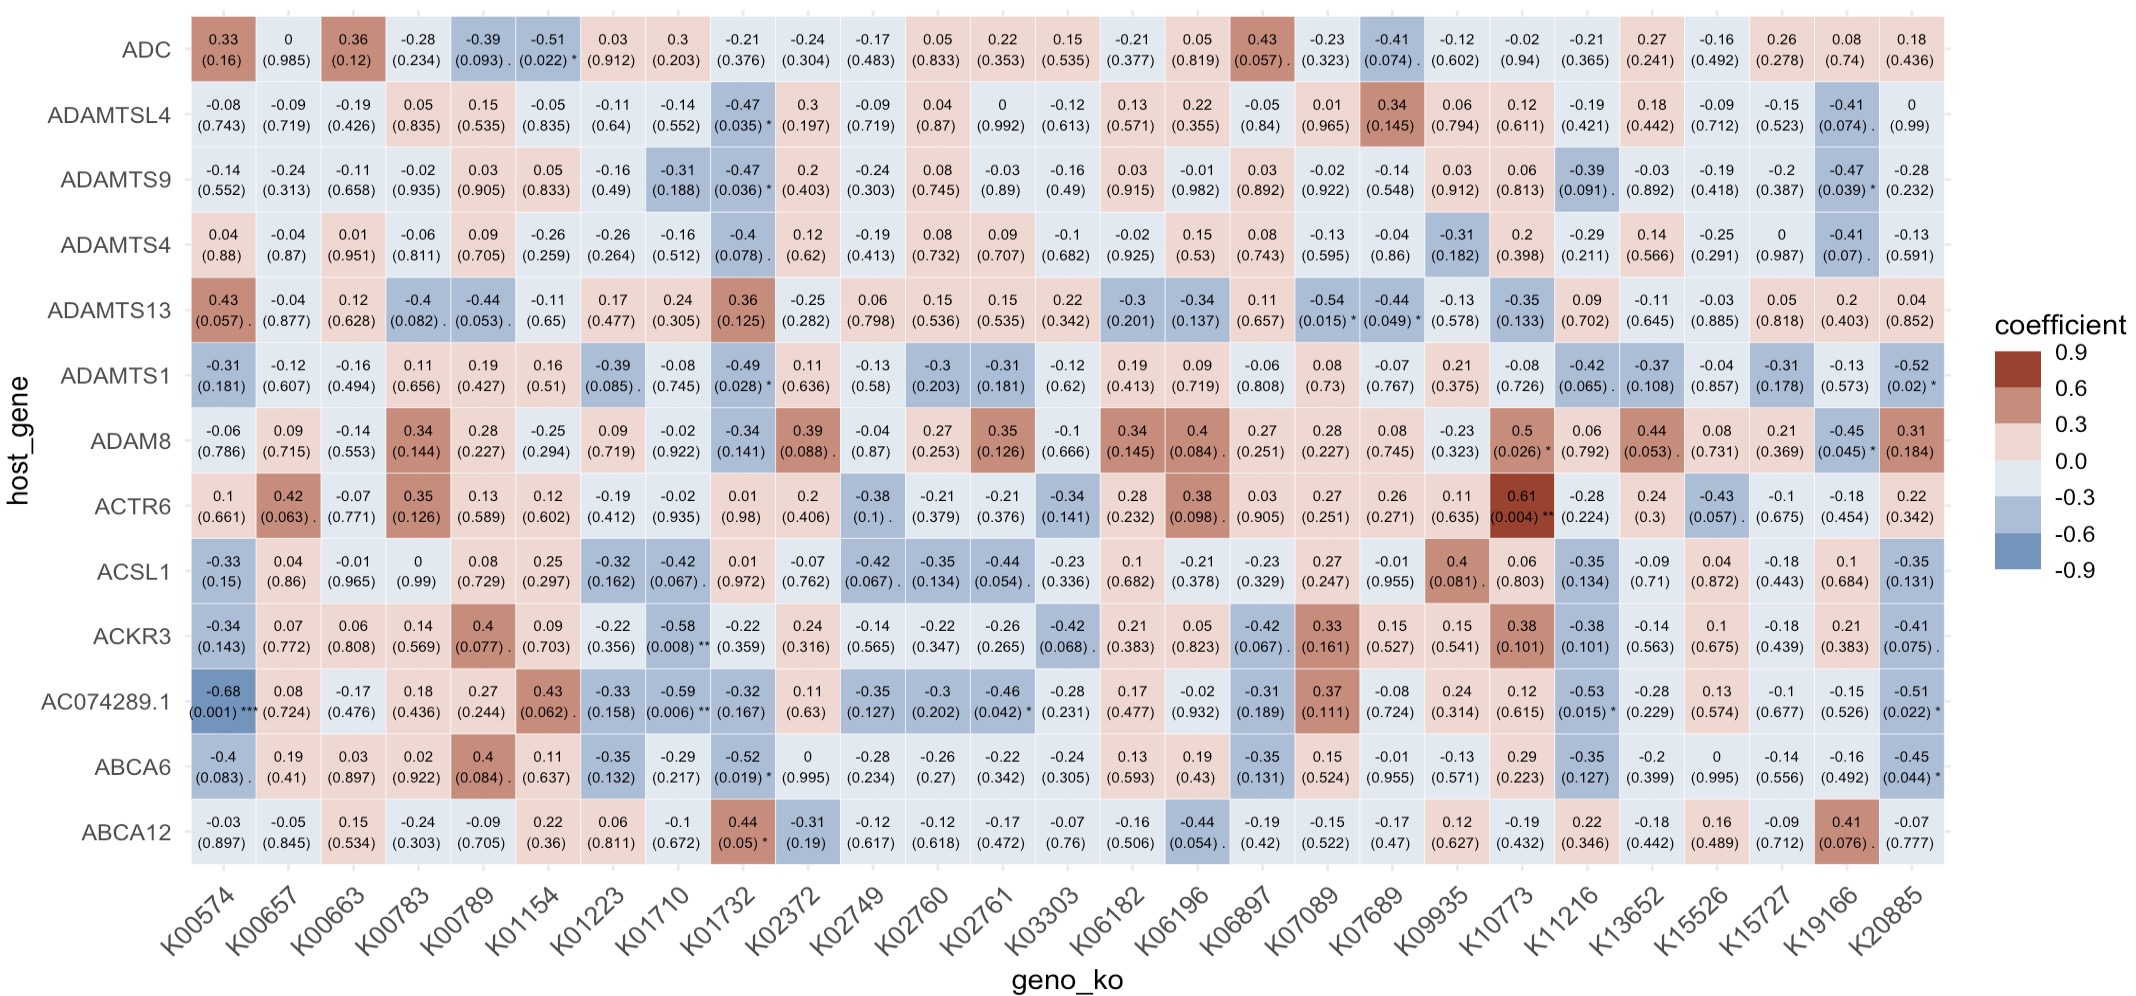 ADC
0.33 0 0.36 -0.28 -0.39 -0.51 0.03 0.3 -0.21 -0.24 -0.17 0.05 0.22 0.15 -0.21 0.05 0.43 -0.23 -0.41 -0.12 -0.02 -0.21 0.27 -0.16 0.26 0.08 0.18
(0.16) (0.985) (0.12) (0.234) (0.093) . (0.022) * (0.912) (0.203) (0.376) (0.304) (0.483) (0.833) (0.353) (0.535) (0.377) (0.819) (0.057) . (0.323) (0.074) . (0.602) (0.94) (0.365) (0.241) (0.492) (0.278) (0.74) (0.436)
ADAMTSL4
-0.08 -0.09 -0.19 0.05 0.15 -0.05 -0.11 -0.14 -0.47 0.3 -0.09 0.04 0 -0.12 0.13 0.22 -0.05 0.01 0.34 0.06 0.12 -0.19 0.18 -0.09 -0.15 -0.41 0
(0.743) (0.719) (0.426) (0.835) (0.535) (0.835) (0.64) (0.552) (0.035) * (0.197) (0.719) (0.87) (0.992) (0.613) (0.571) (0.355) (0.84) (0.965) (0.145) (0.794) (0.611) (0.421) (0.442) (0.712) (0.523) (0.074) . (0.99)
ADAMTS9
-0.14 -0.24 -0.11 -0.02 0.03 0.05 -0.16 -0.31 -0.47 0.2 -0.24 0.08 -0.03 -0.16 0.03 -0.01 0.03 -0.02 -0.14 0.03 0.06 -0.39 -0.03 -0.19 -0.2 -0.47 -0.28
(0.552) (0.313) (0.658) (0.935) (0.905) (0.833) (0.49) (0.188) (0.036) * (0.403) (0.303) (0.745) (0.89) (0.49) (0.915) (0.982) (0.892) (0.922) (0.548) (0.912) (0.813) (0.091) . (0.892) (0.418) (0.387) (0.039) * (0.232)
ADAMTS4
0.04 -0.04 0.01 -0.06 0.09 -0.26 -0.26 -0.16 -0.4 0.12 -0.19 0.08 0.09 -0.1 -0.02 0.15 0.08 -0.13 -0.04 -0.31 0.2 -0.29 0.14 -0.25 0 -0.41 -0.13
(0.88) (0.87) (0.951) (0.811) (0.705) (0.259) (0.264) (0.512) (0.078) . (0.62) (0.413) (0.732) (0.707) (0.682) (0.925) (0.53) (0.743) (0.595) (0.86) (0.182) (0.398) (0.211) (0.566) (0.291) (0.987) (0.07) . (0.591)
ADAMTS13
0.43 -0.04 0.12 -0.4 -0.44 -0.11 0.17 0.24 0.36 -0.25 0.06 0.15 0.15 0.22 -0.3 -0.34 0.11 -0.54 -0.44 -0.13 -0.35 0.09 -0.11 -0.03 0.05 0.2 0.04
(0.057) . (0.877) (0.628) (0.082) . (0.053) . (0.65) (0.477) (0.305) (0.125) (0.282) (0.798) (0.536) (0.535) (0.342) (0.201) (0.137) (0.657) (0.015) * (0.049) * (0.578) (0.133) (0.702) (0.645) (0.885) (0.818) (0.403) (0.852)
ADAMTS1
-0.31 -0.12 -0.16 0.11 0.19 0.16 -0.39 -0.08 -0.49 0.11 -0.13 -0.3 -0.31 -0.12 0.19 0.09 -0.06 0.08 -0.07 0.21 -0.08 -0.42 -0.37 -0.04 -0.31 -0.13 -0.52
(0.181) (0.607) (0.494) (0.656) (0.427) (0.51) (0.085) . (0.745) (0.028) * (0.636) (0.58) (0.203) (0.181) (0.62) (0.413) (0.719) (0.808) (0.73) (0.767) (0.375) (0.726) (0.065) . (0.108) (0.857) (0.178) (0.573) (0.02) *
ADAM8
-0.06 0.09 -0.14 0.34 0.28 -0.25 0.09 -0.02 -0.34 0.39 -0.04 0.27 0.35 -0.1 0.34 0.4 0.27 0.28 0.08 -0.23 0.5 0.06 0.44 0.08 0.21 -0.45 0.31
(0.786) (0.715) (0.553) (0.144) (0.227) (0.294) (0.719) (0.922) (0.141) (0.088) . (0.87) (0.253) (0.126) (0.666) (0.145) (0.084) . (0.251) (0.227) (0.745) (0.323) (0.026) * (0.792) (0.053) . (0.731) (0.369) (0.045) * (0.184)
ACTR6
0.1 0.42 -0.07 0.35 0.13 0.12 -0.19 -0.02 0.01 0.2 -0.38 -0.21 -0.21 -0.34 0.28 0.38 0.03 0.27 0.26 0.11 0.61 -0.28 0.24 -0.43 -0.1 -0.18 0.22
(0.661) (0.063) . (0.771) (0.126) (0.589) (0.602) (0.412) (0.935) (0.98) (0.406) (0.1) . (0.379) (0.376) (0.141) (0.232) (0.098) . (0.905) (0.251) (0.271) (0.635) (0.004) ** (0.224) (0.3) (0.057) . (0.675) (0.454) (0.342)
ACSL1
-0.33 0.04 -0.01 0 0.08 0.25 -0.32 -0.42 0.01 -0.07 -0.42 -0.35 -0.44 -0.23 0.1 -0.21 -0.23 0.27 -0.01 0.4 0.06 -0.35 -0.09 0.04 -0.18 0.1 -0.35
(0.15) (0.86) (0.965) (0.99) (0.729) (0.297) (0.162) (0.067) . (0.972) (0.762) (0.067) . (0.134) (0.054) . (0.336) (0.682) (0.378) (0.329) (0.247) (0.955) (0.081) . (0.803) (0.134) (0.71) (0.872) (0.443) (0.684) (0.131)
ACKR3
-0.34 0.07 0.06 0.14 0.4 0.09 -0.22 -0.58 -0.22 0.24 -0.14 -0.22 -0.26 -0.42 0.21 0.05 -0.42 0.33 0.15 0.15 0.38 -0.38 -0.14 0.1 -0.18 0.21 -0.41
(0.143) (0.772) (0.808) (0.569) (0.077) . (0.703) (0.356) (0.008) ** (0.359) (0.316) (0.565) (0.347) (0.265) (0.068) . (0.383) (0.823) (0.067) . (0.161) (0.527) (0.541) (0.101) (0.101) (0.563) (0.675) (0.439) (0.383) (0.075) .
AC074289.1
-0.68 0.08 -0.17 0.18 0.27 0.43 -0.33 -0.59 -0.32 0.11 -0.35 -0.3 -0.46 -0.28 0.17 -0.02 -0.31 0.37 -0.08 0.24 0.12 -0.53 -0.28 0.13 -0.1 -0.15 -0.51
(0.001) *** (0.724) (0.476) (0.436) (0.244) (0.062) . (0.158) (0.006) ** (0.167) (0.63) (0.127) (0.202) (0.042) * (0.231) (0.477) (0.932) (0.189) (0.111) (0.724) (0.314) (0.615) (0.015) * (0.229) (0.574) (0.677) (0.526) (0.022) *
ABCA6
-0.4 0.19 0.03 0.02 0.4 0.11 -0.35 -0.29 -0.52 0 -0.28 -0.26 -0.22 -0.24 0.13 0.19 -0.35 0.15 -0.01 -0.13 0.29 -0.35 -0.2 0 -0.14 -0.16 -0.45
(0.083) . (0.41) (0.897) (0.922) (0.084) . (0.637) (0.132) (0.217) (0.019) * (0.995) (0.234) (0.27) (0.342) (0.305) (0.593) (0.43) (0.131) (0.524) (0.955) (0.571) (0.223) (0.127) (0.399) (0.995) (0.556) (0.492) (0.044) *
ABCA12
-0.03 -0.05 0.15 -0.24 -0.09 0.22 0.06 -0.1 0.44 -0.31 -0.12 -0.12 -0.17 -0.07 -0.16 -0.44 -0.19 -0.15 -0.17 0.12 -0.19 0.22 -0.18 0.16 -0.09 0.41 -0.07
(0.897) (0.845) (0.534) (0.303) (0.705) (0.36) (0.811) (0.672) (0.05) * (0.19) (0.617) (0.618) (0.472) (0.76) (0.506) (0.054) . (0.42) (0.522) (0.47) (0.627) (0.432) (0.346) (0.442) (0.489) (0.712) (0.076) . (0.777)
K00574 K00657 K00663 K00783 K00789 K01154 K01223 K01710 K01732 K02372 K02749 K02760 K02761 K03303 K06182 K06196 K06897 K07089 K07689 K09935 K10773 K11216 K13652 K15526 K15727 K19166 K20885
geno_ko
host_gene
coefficient
0.9
0.6
0.3
0.0
-0.3
-0.6
-0.9